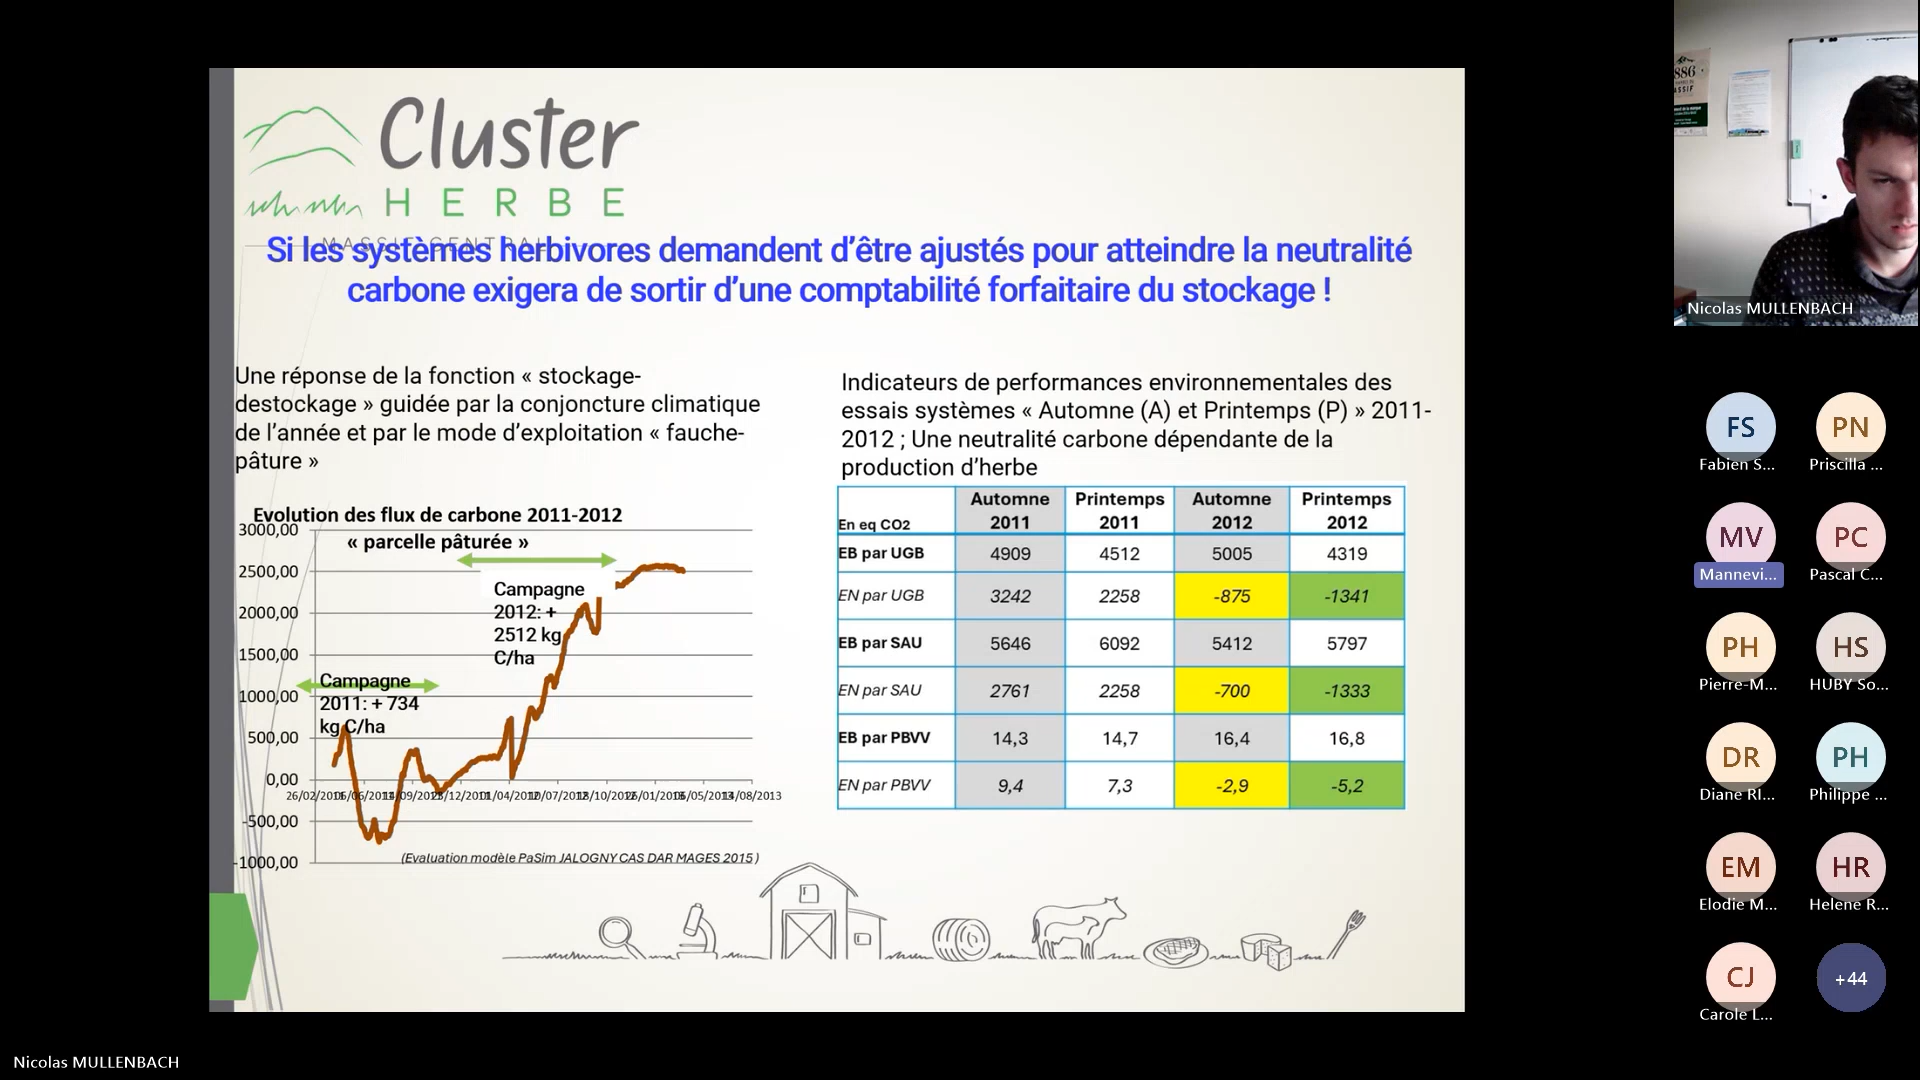 Cluster
HERBE
MASSIF CENTRAL
Si les systèmes herbivores demandent d’être ajustés pour atteindre la neutralité
carbone exigera de sortir d’une comptabilité forfaitaire du stockage !
Une réponse de la fonction « stockage-
destockage » guidée par la conjoncture climatique
de l’année et par le mode d’exploitation « fauche-
pâture »
Evolution des flux de carbone 2011-2012
« parcelle pâturée »
3000,00
2500,00
2000,00
1500,00
1000,00
500,00
0,00
-500,00
-1000,00
Campagne
2012: +
2512 kg
C/ha
Campagne
2011: + 734
kg C/ha
(Evaluation modèle PaSim JALOGNY CAS DAR MAGES 2015)
Indicateurs de performances environnementales des
essais systèmes « Automne (A) et Printemps (P) » 2011-
2012 ; Une neutralité carbone dépendante de la
production d’herbe
En eq CO2 Automne 2011 Printemps 2011 Automne 2012 Printemps 2012
EB par UGB 4909 4512 5005 4319
EN par UGB 3242 2258 -875 -1341
EB par SAU 5646 6092 5412 5797
EN par SAU 2761 2258 -700 -1333
EB par PBVV 14,3 14,7 16,4 16,8
EN par PBVV 9,4 7,3 -2,9 -5,2
Nicolas MULLENBACH
FS PN
Fabien S... Priscilla ...
MV PC
Mannevi... Pascal C...
PH HS
Pierre-M... HUBY So...
DR PH
Diane RI... Philippe ...
EM HR
Elodie M... Helene R...
CJ +44
Carole L...
Nicolas MULLENBACH